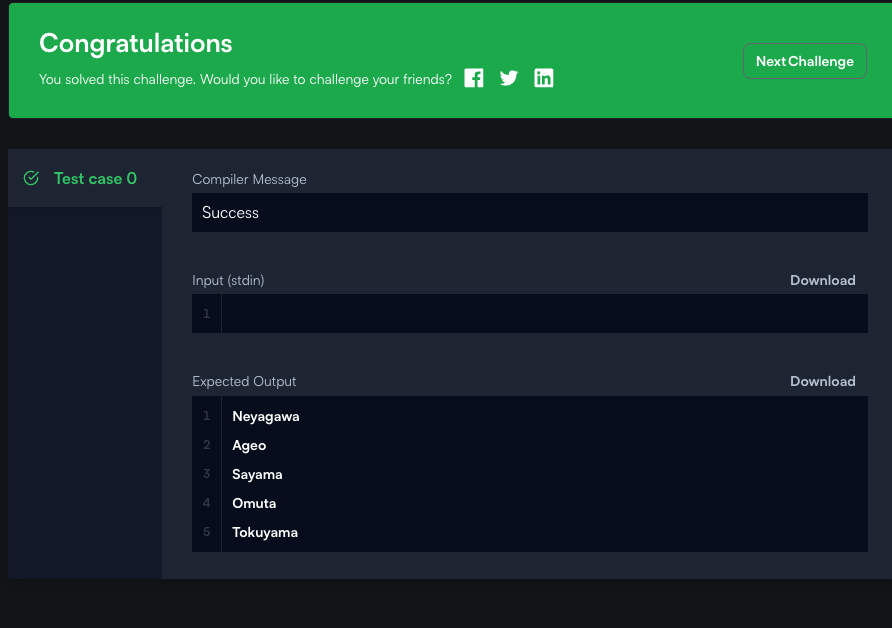 Congratulations
You solved this challenge. Would you like to challenge your friends?
Next Challenge
Test case 0
Compiler Message
Success
Input (stdin)
Download
1
Expected Output
Download
1 Neyagawa
2 Ageo
3 Sayama
4 Omuta
5 Tokuyama